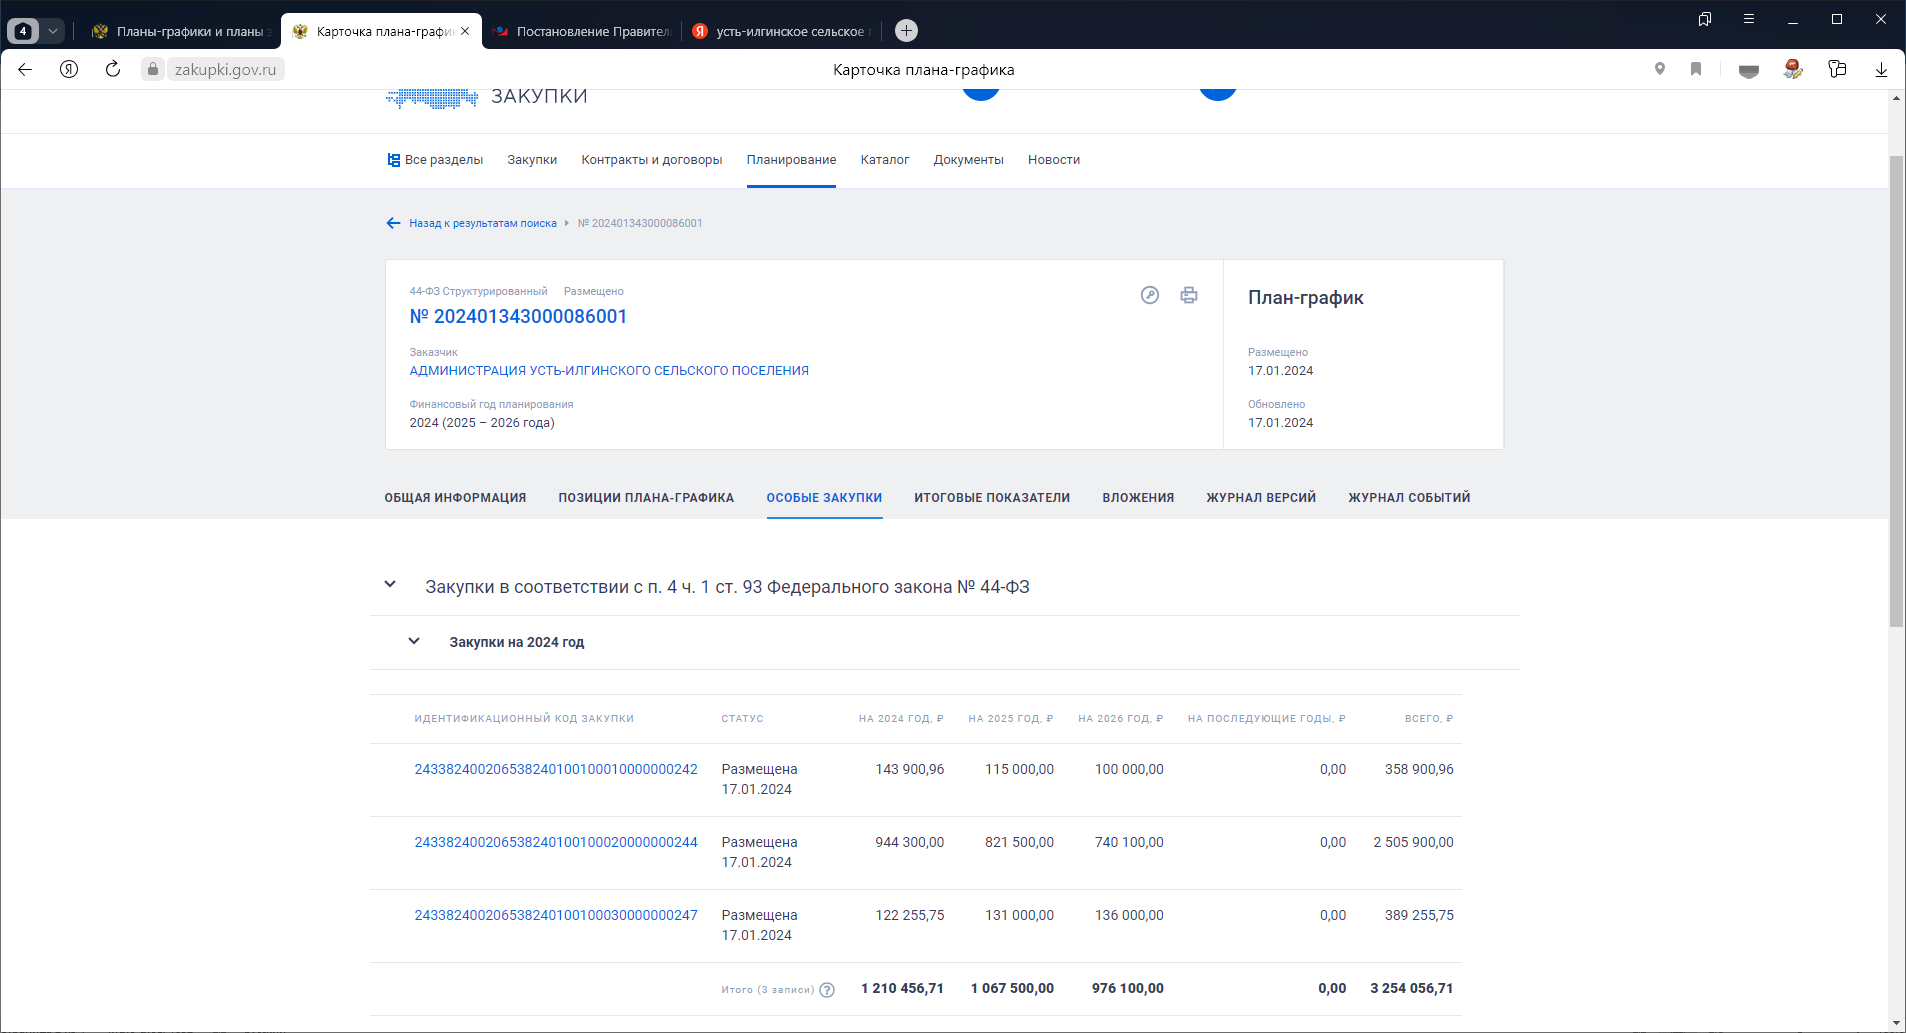 4
Планы-графики и планы з
Карточка плана-графи
Постановление Правител
усть-илгинское сельское
zakupki.gov.ru
Карточка плана-графика
ЗАКУПКИ
Все разделы Закупки Контракты и договоры Планирование Каталог Документы Новости
Назад к результатам поиска № 202401343000086001
44-ФЗ Структурированный Размещено
№ 202401343000086001
Заказчик
АДМИНИСТРАЦИЯ УСТЬ-ИЛГИНСКОГО СЕЛЬСКОГО ПОСЕЛЕНИЯ
Финансовый год планирования
2024 (2025 – 2026 года)
План-график
Размещено
17.01.2024
Обновлено
17.01.2024
ОБЩАЯ ИНФОРМАЦИЯ ПОЗИЦИИ ПЛАНА-ГРАФИКА ОСОБЫЕ ЗАКУПКИ ИТОГОВЫЕ ПОКАЗАТЕЛИ ВЛОЖЕНИЯ ЖУРНАЛ ВЕРСИЙ ЖУРНАЛ СОБЫТИЙ
Закупки в соответствии с п. 4 ч. 1 ст. 93 Федерального закона № 44-ФЗ
Закупки на 2024 год
ИДЕНТИФИКАЦИОННЫЙ КОД ЗАКУПКИ СТАТУС НА 2024 ГОД, ₽ НА 2025 ГОД, ₽ НА 2026 ГОД, ₽ НА ПОСЛЕДУЮЩИЕ ГОДЫ, ₽ ВСЕГО, ₽
243382400206538240100100010000000242 Размещена 143 900,96 115 000,00 100 000,00 0,00 358 900,96
17.01.2024
243382400206538240100100020000000244 Размещена 944 300,00 821 500,00 740 100,00 0,00 2 505 900,00
17.01.2024
243382400206538240100100030000000247 Размещена 122 255,75 131 000,00 136 000,00 0,00 389 255,75
17.01.2024
Итого (3 записи) 1 210 456,71 1 067 500,00 976 100,00 0,00 3 254 056,71